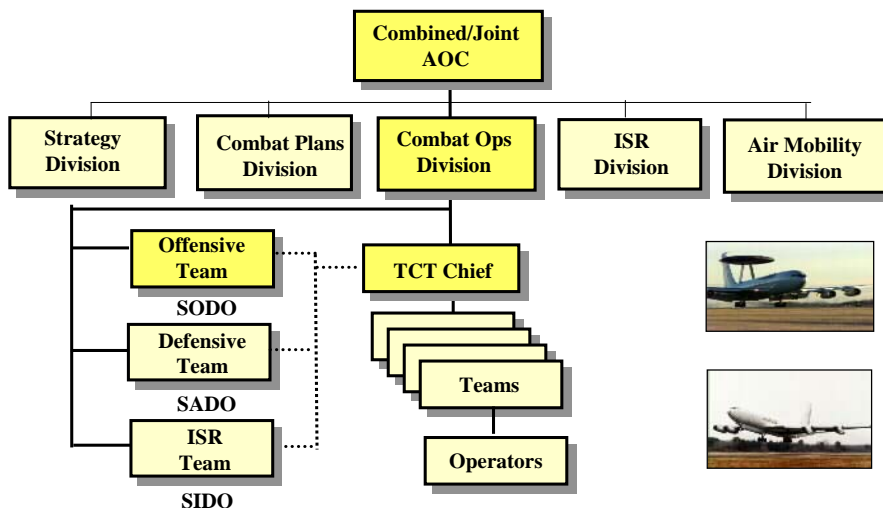 Combined/Joint
AOC
Strategy
Division
Combat Plans
Division
Combat Ops
Division
ISR
Division
Air Mobility
Division
Offensive
Team
SODO
TCT Chief
Defensive
Team
SADO
Teams
ISR
Team
SIDO
Operators